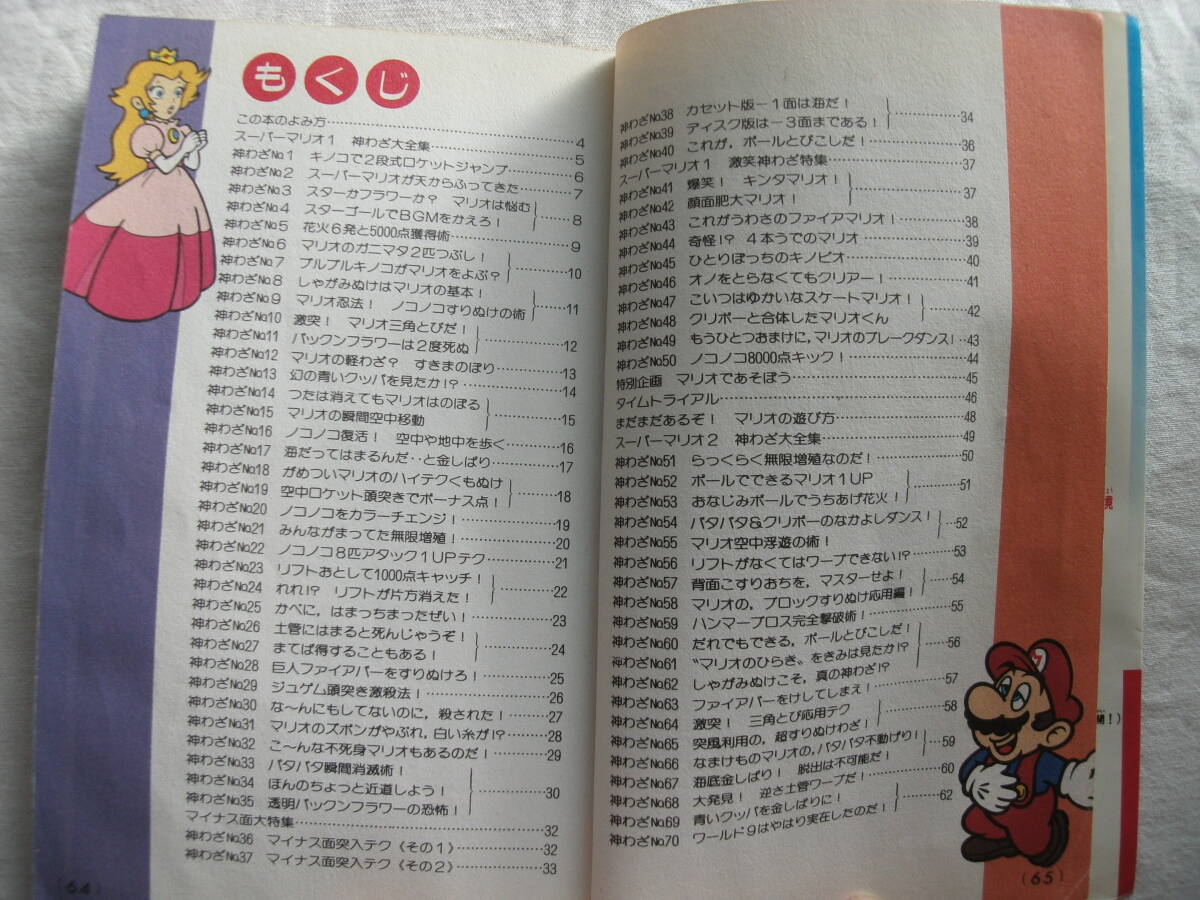 もくじ
この本のよみ方……4
スーパーマリオ1　神わざ大全集……5
神わざNo.1　キノコで2段式ロケットジャンプ……6
神わざNo.2　スーパーマリオが天からふってきた……7
神わざNo.3　スターかフラワーか？　マリオは悩む
神わざNo.4　スターゴールでBGMをかえろ！……8
神わざNo.5　花火6発と5000点獲得術……9
神わざNo.6　マリオのガニマタ2匹つぶし！
神わざNo.7　プルプルキノコがマリオをよぶ？……10
神わざNo.8　しゃがみぬけはマリオの基本！
神わざNo.9　マリオ忍法！　ノコノコすりぬけの術……11
神わざNo.10　激突！　マリオ三角とびだ！
神わざNo.11　パックンフラワーは2度死ぬ……12
神わざNo.12　マリオの軽わざ？　すきまのぼり……13
神わざNo.13　幻の青いクッパを見たか!?……14
神わざNo.14　つたは消えてもマリオはのぼる
神わざNo.15　マリオの瞬間空中移動……15
神わざNo.16　ノコノコ復活！　空中や地中を歩く……16
神わざNo.17　海だってはまるんだ‥と金しばり……17
神わざNo.18　がめついマリオのハイテクくもぬけ
神わざNo.19　空中ロケット頭突きでボーナス点！……18
神わざNo.20　ノコノコをカラーチェンジ！……19
神わざNo.21　みんながまってた無限増殖！……20
神わざNo.22　ノコノコ8匹アタック1UPテク……21
神わざNo.23　リフトおとして1000点キャッチ！
神わざNo.24　れれ!?　リフトが片方消えた！……22
神わざNo.25　かべに，はまっちまったぜい！……23
神わざNo.26　土管にはまると死んじゃうぞ！
神わざNo.27　まてば得することもある！……24
神わざNo.28　巨人ファイアバーをすりぬけろ！……25
神わざNo.29　ジュゲム頭突き激殺法！……26
神わざNo.30　な〜んにもしてないのに，殺された！……27
神わざNo.31　マリオのズボンがやぶれ，白い糸が!?……28
神わざNo.32　こ〜んな不死身マリオもあるのだ！……29
神わざNo.33　パタパタ瞬間消滅術！
神わざNo.34　ほんのちょっと近道しよう！……30
神わざNo.35　透明パックンフラワーの恐怖！
マイナス面大特集……32
神わざNo.36　マイナス面突入テク《その1》……32
神わざNo.37　マイナス面突入テク《その2》……33
(64)
神わざNo.38　カセット版－1面は海だ！
神わざNo.39　ディスク版は－3面まである！……34
神わざNo.40　これが，ポールとびこしだ！……36
スーパーマリオ1　激笑神わざ特集……37
神わざNo.41　爆笑！　キンタマリオ！
神わざNo.42　顔面肥大マリオ！……37
神わざNo.43　これがうわさのファイアマリオ！……38
神わざNo.44　奇怪!?　4本うでのマリオ……39
神わざNo.45　ひとりぼっちのキノピオ……40
神わざNo.46　オノをとらなくてもクリアー！……41
神わざNo.47　こいつはゆかいなスケートマリオ！
神わざNo.48　クリボーと合体したマリオくん……42
神わざNo.49　もうひとつおまけに，マリオのブレークダンス！…43
神わざNo.50　ノコノコ8000点キック！……44
特別企画　マリオであそぼう……45
タイムトライアル……46
まだまだあるぞ！　マリオの遊び方……48
スーパーマリオ2　神わざ大全集……49
神わざNo.51　らっくらく無限増殖なのだ！……50
神わざNo.52　ポールでできるマリオ1UP
神わざNo.53　おなじみポールでうちあげ花火！……51
神わざNo.54　パタパタ＆クリボーのなかよしダンス！
神わざNo.55　マリオ空中浮遊の術！……52
神わざNo.56　リフトがなくてはワープできない!?……53
神わざNo.57　背面こすりおちを，マスターせよ！
神わざNo.58　マリオの，ブロックすりぬけ応用編！……54
神わざNo.59　ハンマーブロス完全撃破術！……55
神わざNo.60　だれでもできる，ポールとびこしだ！
神わざNo.61　〝マリオのひらき〟をきみは見たか!?……56
神わざNo.62　しゃがみぬけこそ，真の神わざ!?
神わざNo.63　ファイアバーをけしてしまえ！……57
神わざNo.64　激突！　三角とび応用テク
神わざNo.65　突風利用の，超すりぬけわざ！……58
神わざNo.66　なまけものマリオの，パタパタ不動げり！
神わざNo.67　海底金しばり！　脱出は不可能だ！……59
神わざNo.68　大発見！　逆さ土管ワープだ！……60
神わざNo.69　青いクッパを金しばりに！
神わざNo.70　ワールド9はやはり実在したのだ！……62
(65)